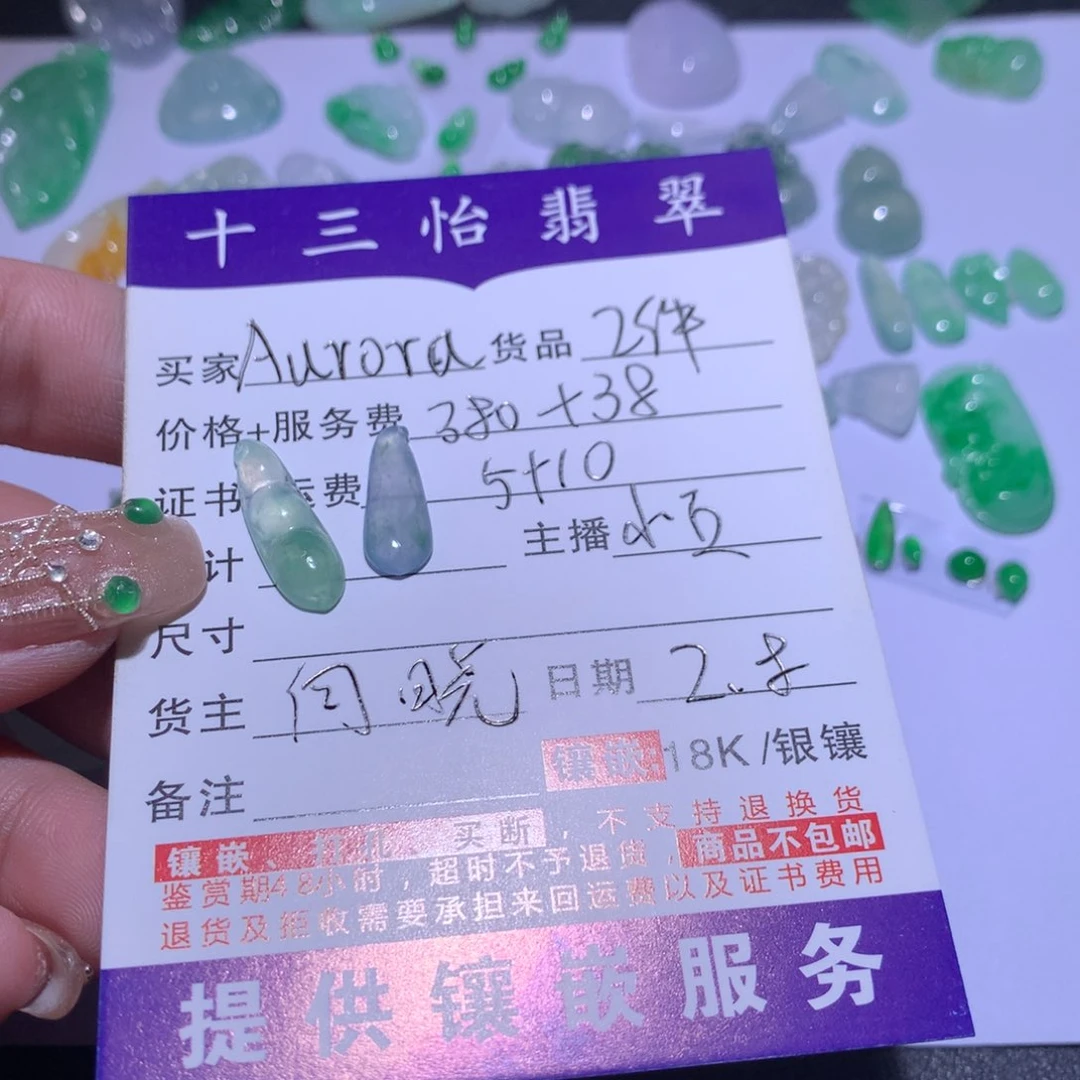 十三怡翡翠
买家 Aurora 货品 2件
价格+服务费 380+38
证书 运费 5+10
计 主播 小豆
尺寸
货主 闫晓 日期 2.
备注 镶嵌:18K/银镶
镶嵌、打孔 买断，不支持退换货
鉴赏期48小时，超时不予退货，商品不包邮
退货及拒收需要承担来回运费以及证书费用
提供镶嵌服务